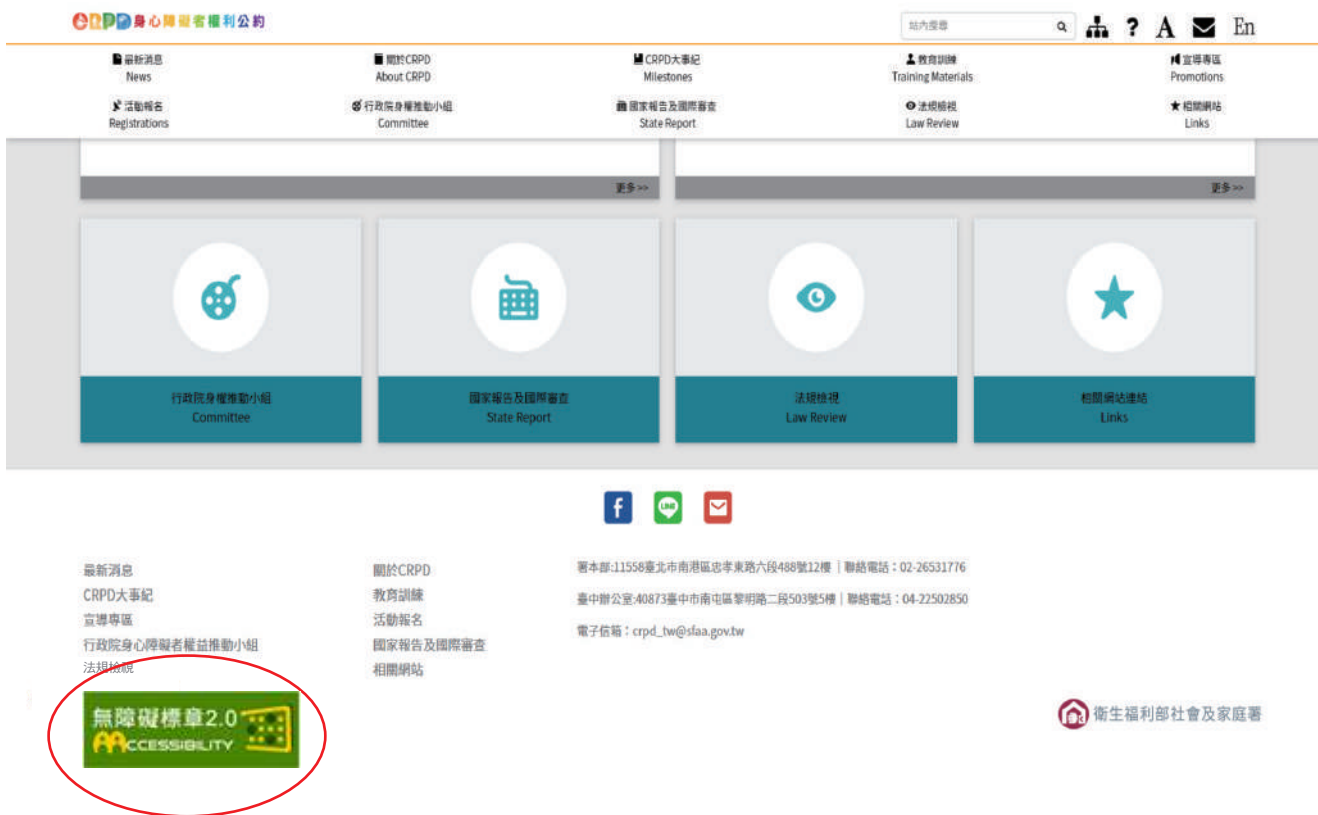 CRPD身心障礙者權利公約
站內搜尋
? A En
最新消息
News
關於CRPD
About CRPD
CRPD大事紀
Milestones
教育訓練
Training Materials
宣導專區
Promotions
活動報名
Registrations
行政院身權推動小組
Committee
國家報告及國際審查
State Report
法規檢視
Law Review
相關網站
Links
更多>>
更多>>
行政院身權推動小組
Committee
國家報告及國際審查
State Report
法規檢視
Law Review
相關網站連結
Links
f
LINE
最新消息
CRPD大事紀
宣導專區
行政院身心障礙者權益推動小組
法規檢視
關於CRPD
教育訓練
活動報名
國家報告及國際審查
相關網站
署本部:11558臺北市南港區忠孝東路六段488號12樓｜聯絡電話：02-26531776
臺中辦公室:40873臺中市南屯區黎明路二段503號5樓｜聯絡電話：04-22502850
電子信箱：crpd_tw@sfaa.gov.tw
無障礙標章2.0
AACCESSIBILITY
衛生福利部社會及家庭署